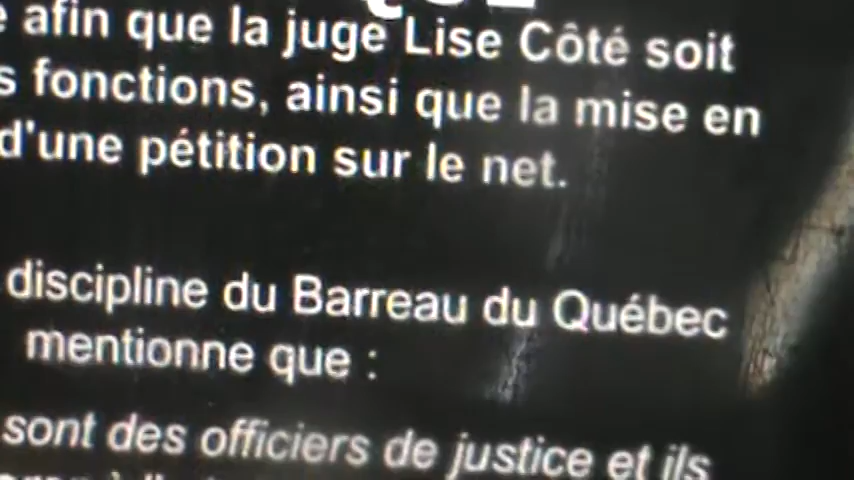 afin que la juge Lise Côté soit
s fonctions, ainsi que la mise en
d'une pétition sur le net.
discipline du Barreau du Québec
mentionne que :
sont des officiers de justice et ils